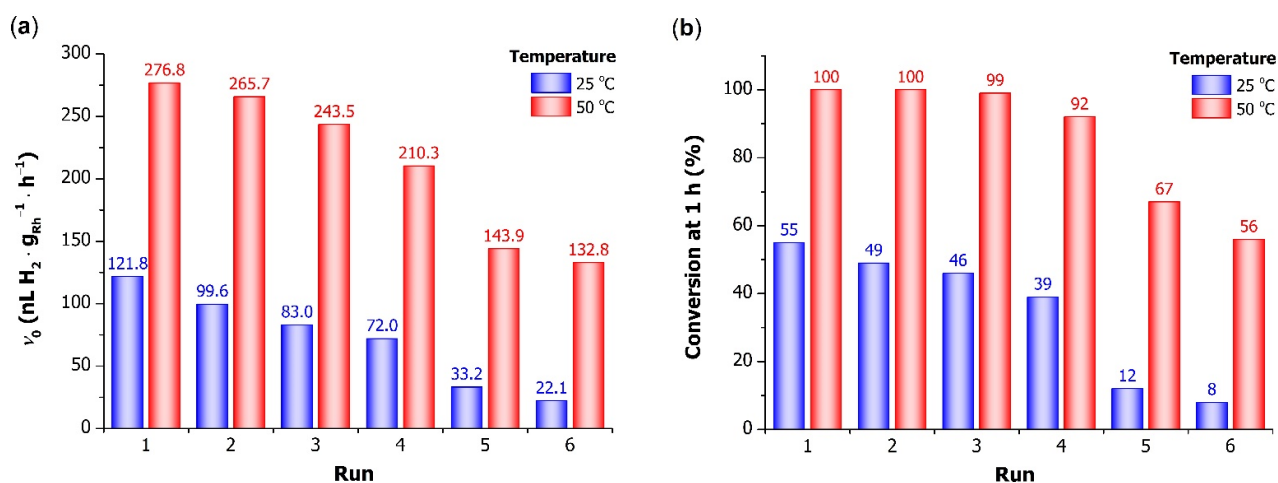 (a)
ν₀ (nL H₂ · g_Rh⁻¹ · h⁻¹)
300
250
200
150
100
50
0
Temperature
25 °C
50 °C
276.8
265.7
243.5
210.3
143.9
132.8
121.8
99.6
83.0
72.0
33.2
22.1
1 2 3 4 5 6
Run
(b)
Conversion at 1 h (%)
100
80
60
40
20
0
Temperature
25 °C
50 °C
100
100
99
92
67
56
55
49
46
39
12
8
1 2 3 4 5 6
Run